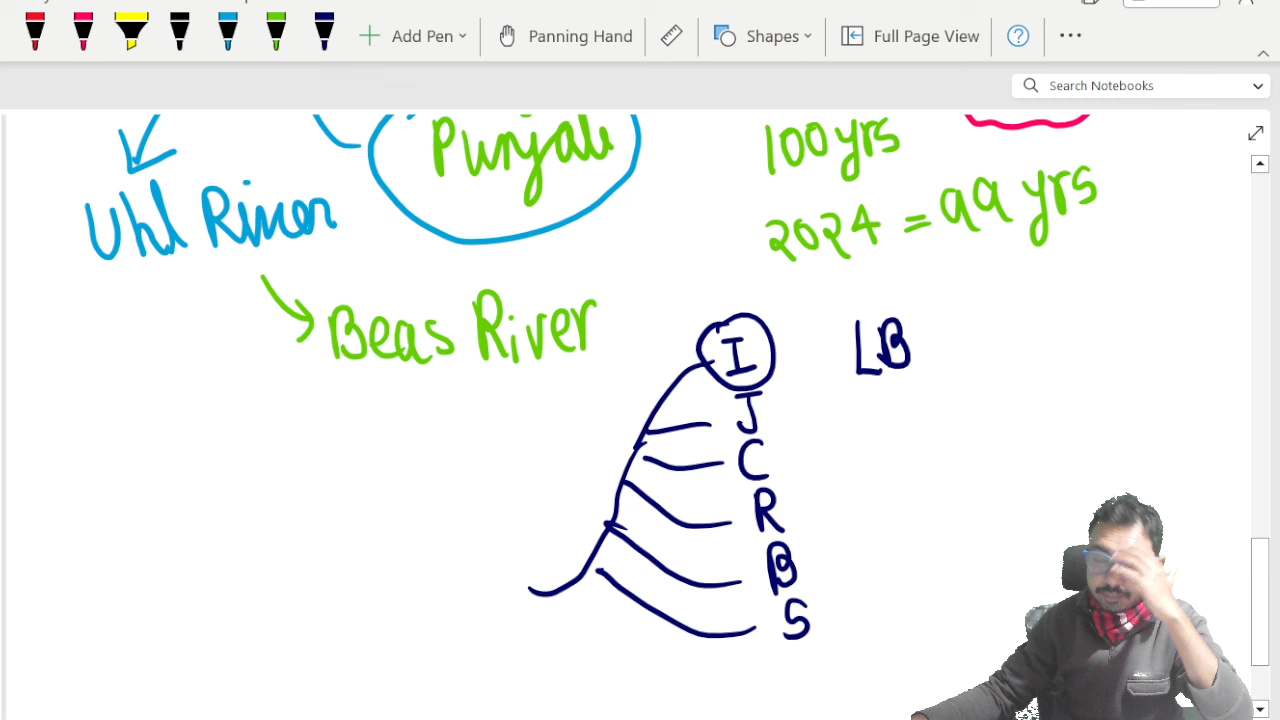 Add Pen
Panning Hand
Shapes
Full Page View
Search Notebooks
Punjab
100 yrs
Uhl River
2024 = 99 yrs
Beas River
I
LB
J
C
R
B
S